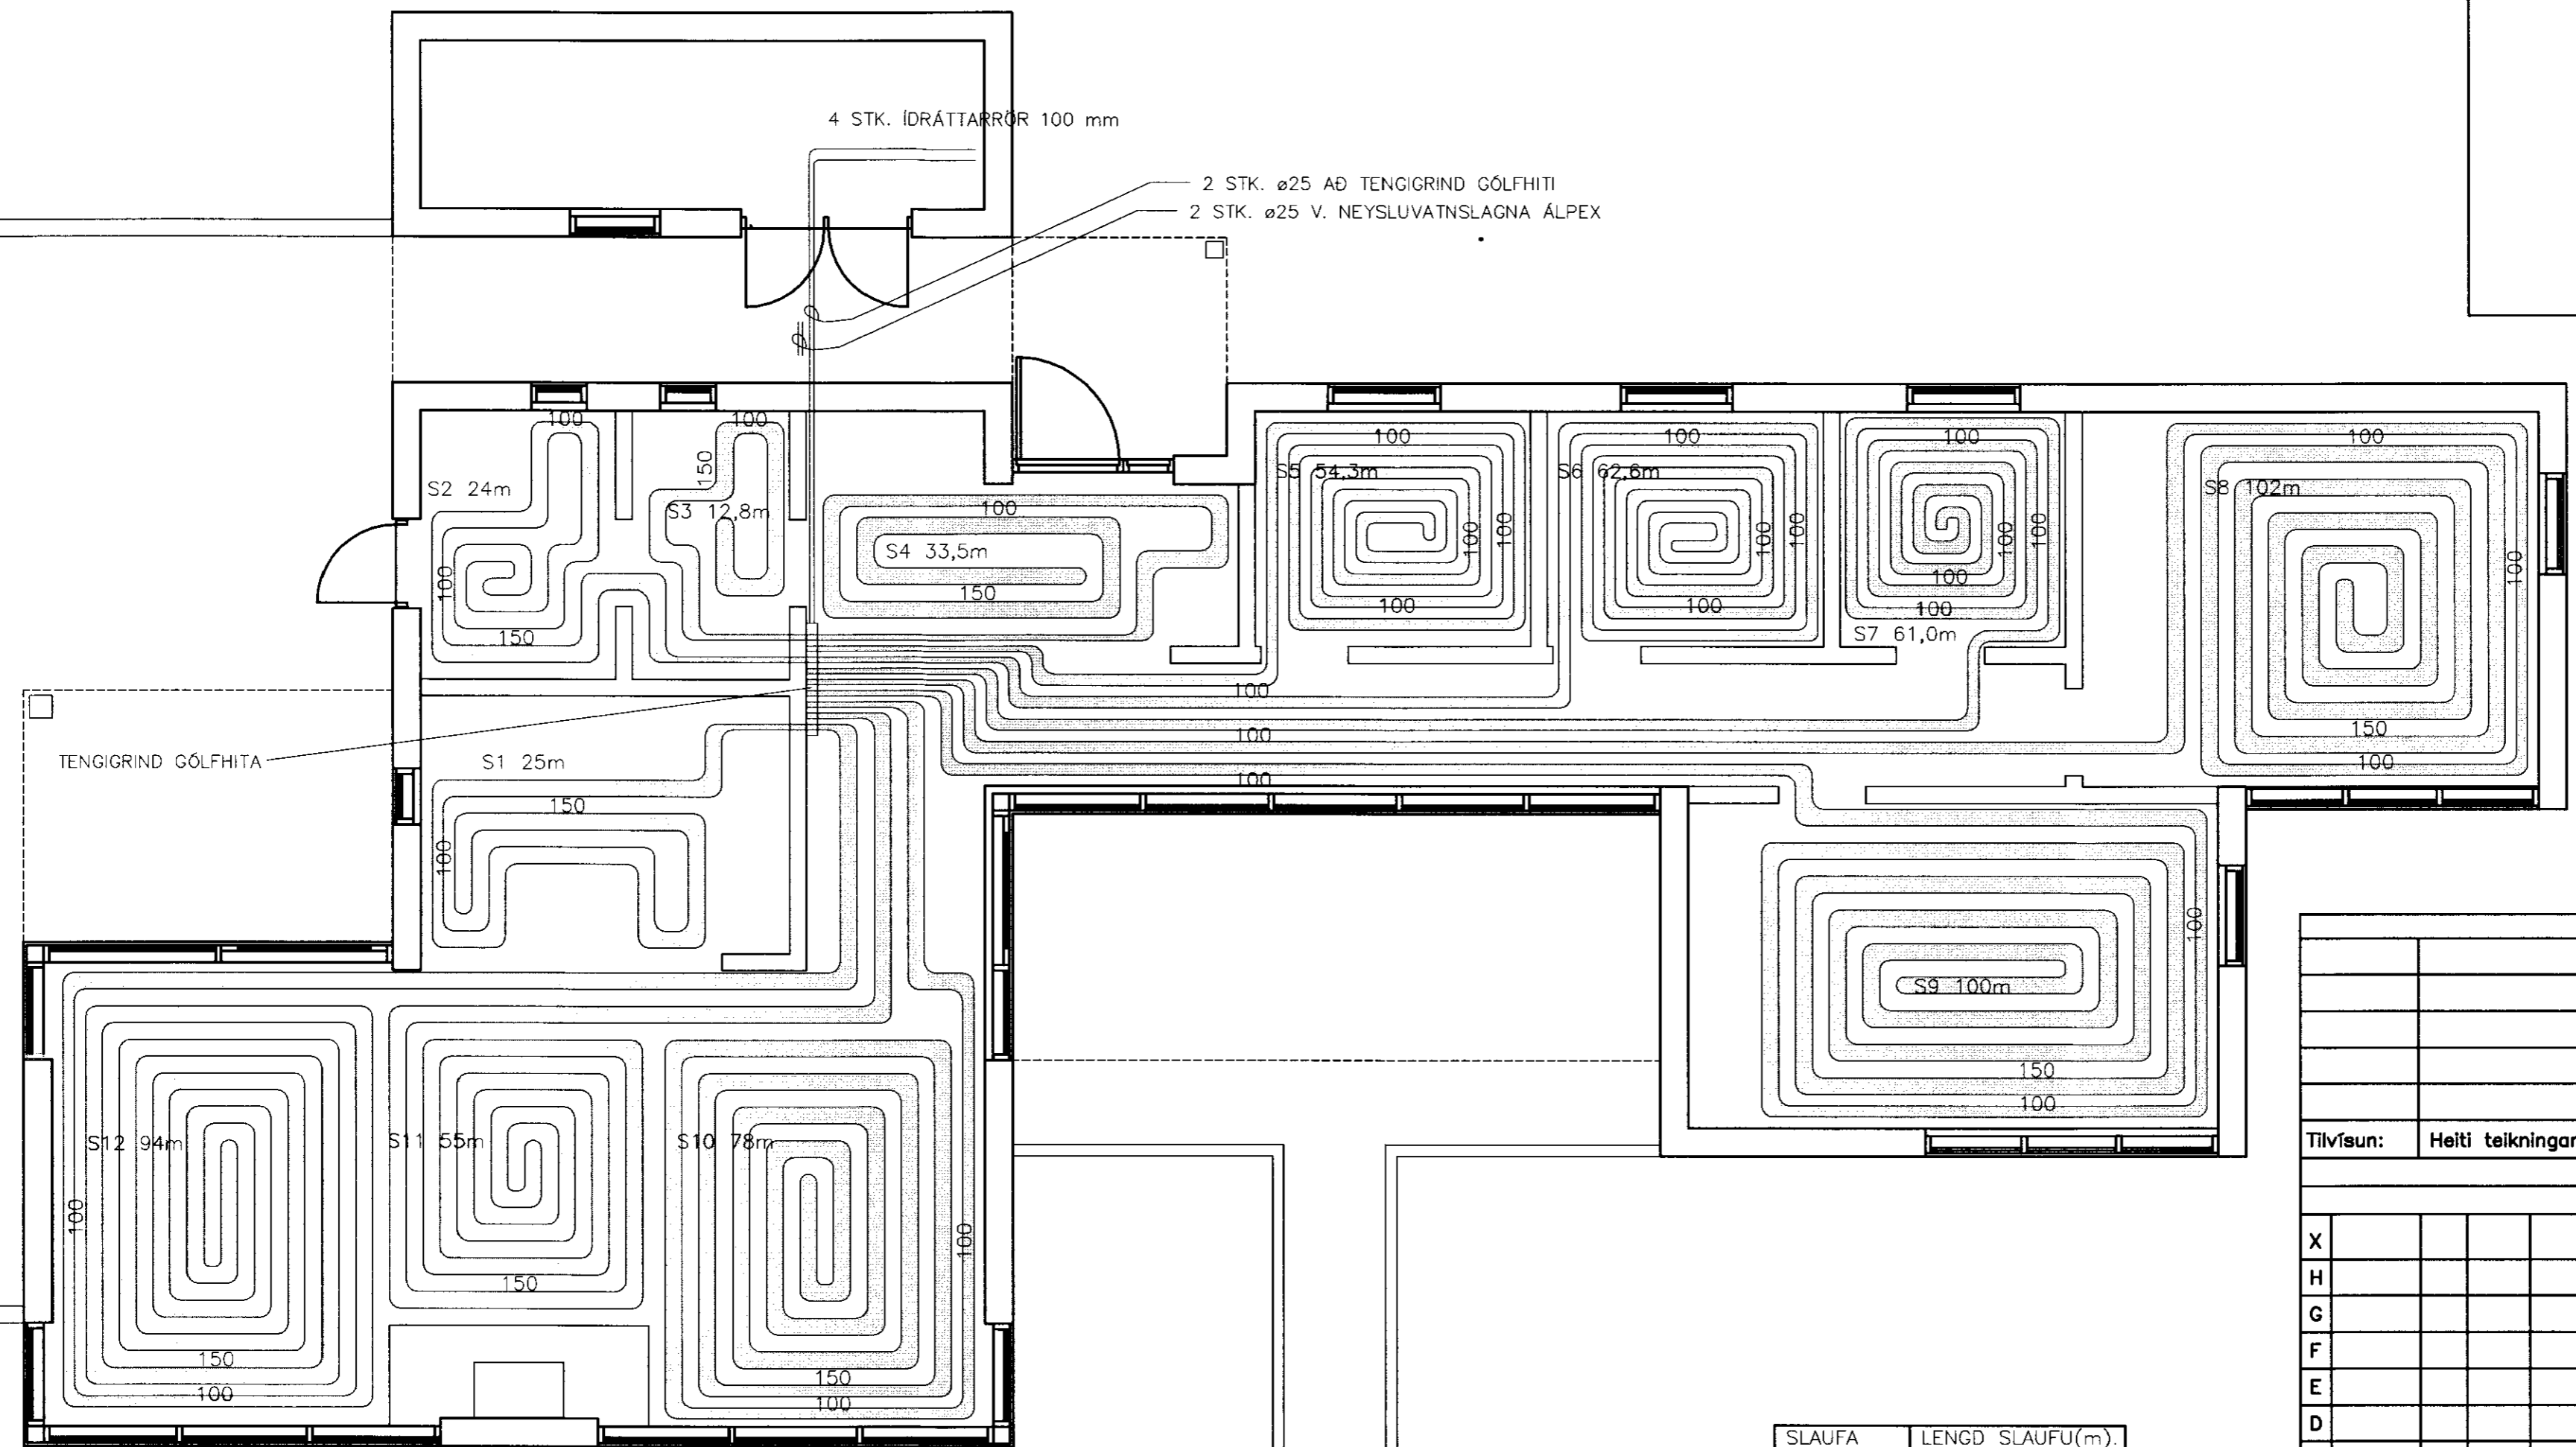 4 STK. ÍDRÁTTARRÖR 100 mm
2 STK. ø25 AÐ TENGIGRIND GÓLFHITI
2 STK. ø25 V. NEYSLUVATNSLAGNA ÁLPEX
100
100
100
100
100
100
150
S5 54,3m
S6 62,6m
S2 24m
S3 12,8m
S8 102m
100
100
100
100
100
100
100
S4 33,5m
100
100
100
150
100
100
100
150
S7 61,0m
100
100
150
TENGIGRIND GÓLFHITA
S1 25m
100
100
150
100
100
S9 100m
150
100
S12 94m
S11 55m
S10 78m
Tilvísun:
Heiti teikningar
100
100
X
150
H
G
150
150
F
100
100
E
D
SLAUFA
LENGD SLAUFU(m).